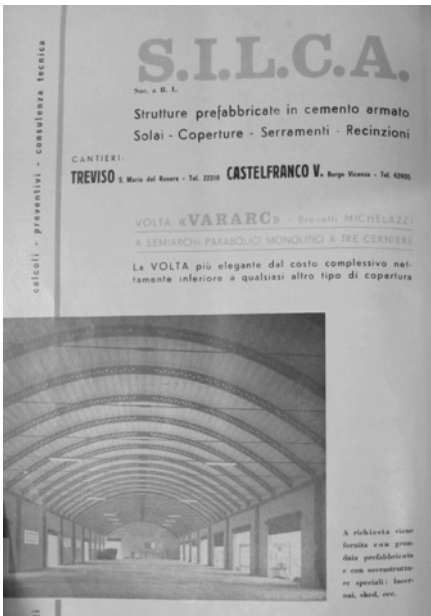 S.I.L.C.A.
Soc. a R. L.
Strutture prefabbricate in cemento armato
Solai - Coperture - Serramenti - Recinzioni
CANTIERI:
TREVISO S. Maria del Rovere - Tel. 22210 CASTELFRANCO V. Borgo Vicenza - Tel. 42405
VOLTA «VARARC» - Brevetti MICHELAZZI
A SEMIARCHI PARABOLICI MONOLITICI A TRE CERNIERE
La VOLTA più elegante dal costo complessivo net-
tamente inferiore a qualsiasi altro tipo di copertura
calcoli - preventivi - consulenza tecnica
A richiesta viene
fornita con gron-
daia prefabbricata
e con sovrastruttu-
re speciali: lucer-
nai, shed, ecc.